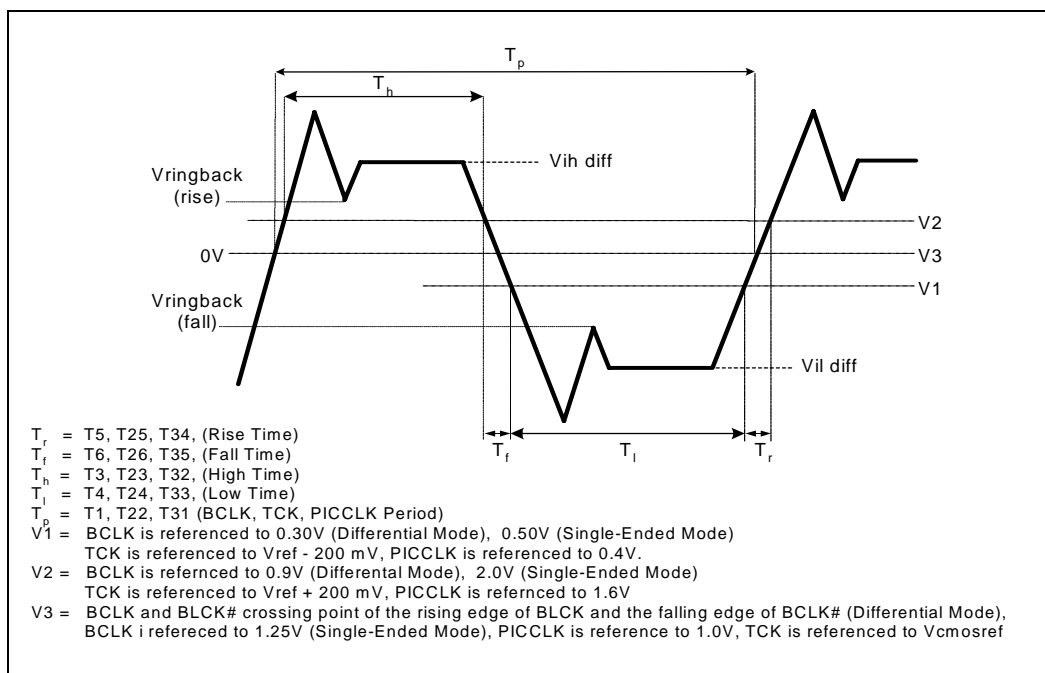 Tp
Th
Vih diff
Vringback
(rise)
V2
0V
V3
V1
Vringback
(fall)
Vil diff
Tf
Tl
Tr
Tr = T5, T25, T34, (Rise Time)
Tf = T6, T26, T35, (Fall Time)
Th = T3, T23, T32, (High Time)
Tl = T4, T24, T33, (Low Time)
Tp = T1, T22, T31 (BCLK, TCK, PICCLK Period)
V1 = BCLK is referenced to 0.30V (Differential Mode), 0.50V (Single-Ended Mode)
TCK is referenced to Vref - 200 mV, PICCLK is referenced to 0.4V.
V2 = BCLK is refernced to 0.9V (Differental Mode), 2.0V (Single-Ended Mode)
TCK is referenced to Vref + 200 mV, PICCLK is refernced to 1.6V
V3 = BCLK and BLCK# crossing point of the rising edge of BLCK and the falling edge of BCLK# (Differential Mode),
BCLK i refereced to 1.25V (Single-Ended Mode), PICCLK is reference to 1.0V, TCK is referenced to Vcmosref